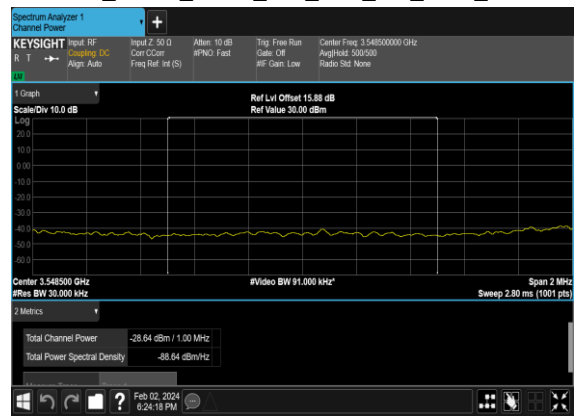 Spectrum Analyzer 1
Channel Power
KEYSIGHT
R T
LW
Input: RF
Coupling: DC
Align: Auto
Input Z: 50 Ω
Corr CCorr
Freq Ref: Int (S)
Atten: 10 dB
#PNO: Fast
Trig: Free Run
Gate: Off
#IF Gain: Low
Center Freq: 3.548500000 GHz
Avg|Hold: 500/500
Radio Std: None
1 Graph
Scale/Div 10.0 dB
Ref Lvl Offset 15.88 dB
Ref Value 30.00 dBm
Log
20.0
10.0
0.00
-10.0
-20.0
-30.0
-40.0
-50.0
-60.0
Center 3.548500 GHz
#Res BW 30.000 kHz
#Video BW 91.000 kHz*
Span 2 MHz
Sweep 2.80 ms (1001 pts)
2 Metrics
Total Channel Power -28.64 dBm / 1.00 MHz
Total Power Spectral Density -88.64 dBm/Hz
?
Feb 02, 2024
6:24:18 PM